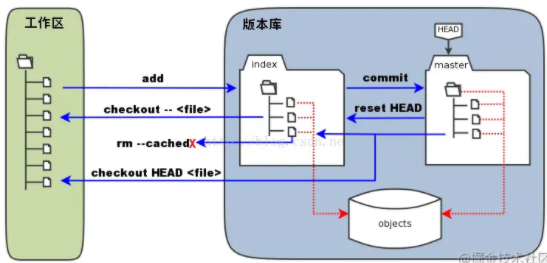 工作区
版本库
HEAD
index
master
add
commit
checkout -- <file>
reset HEAD
rm --cached
X
checkout HEAD <file>
objects
@掘金技术社区